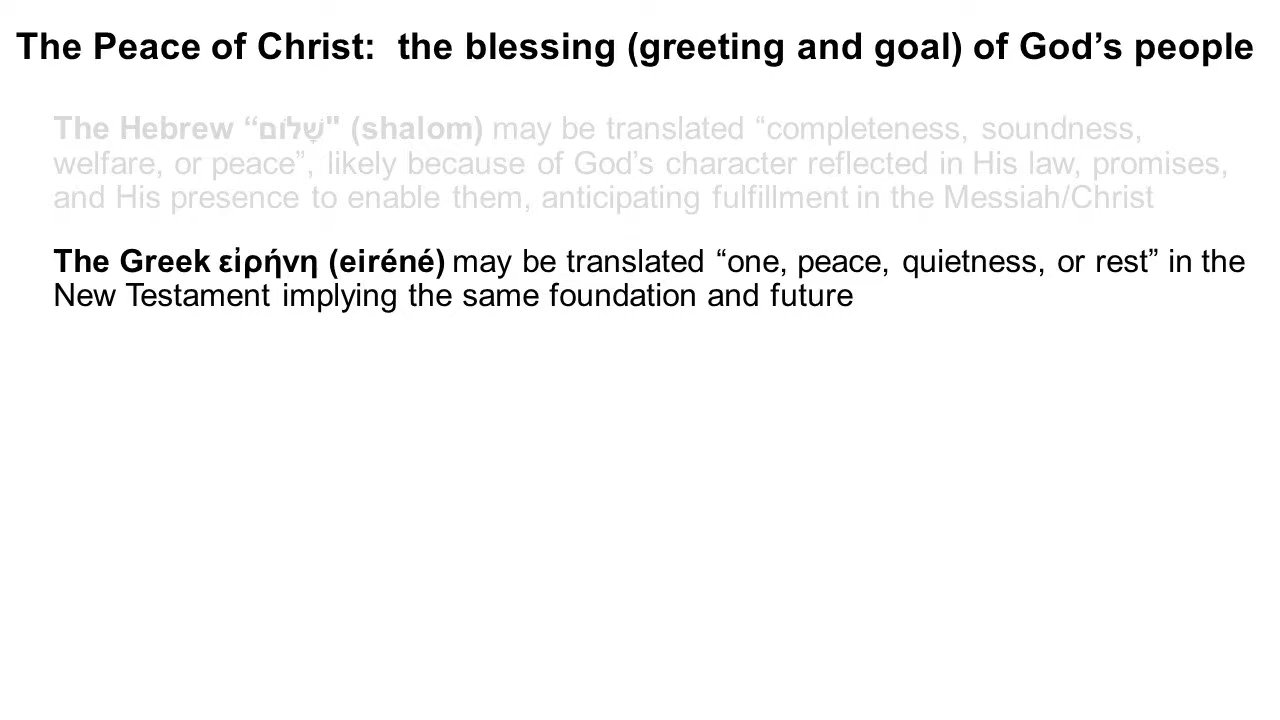 The Peace of Christ:  the blessing (greeting and goal) of God’s people
The Hebrew “שָׁלוֹם" (shalom) may be translated “completeness, soundness,
welfare, or peace”, likely because of God’s character reflected in His law, promises,
and His presence to enable them, anticipating fulfillment in the Messiah/Christ
The Greek εἰρήνη (eiréné) may be translated “one, peace, quietness, or rest” in the
New Testament implying the same foundation and future